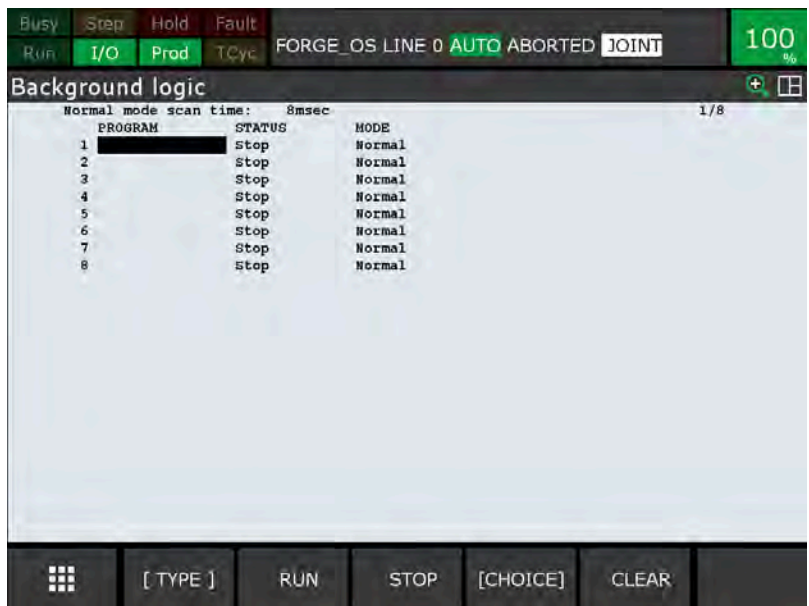 Busy Step Hold Fault
Run I/O Prod TCyc FORGE_OS LINE 0 AUTO ABORTED JOINT 100 %
Background logic
Normal mode scan time: 8msec 1/8
PROGRAM STATUS MODE
1 Stop Normal
2 Stop Normal
3 Stop Normal
4 Stop Normal
5 Stop Normal
6 Stop Normal
7 Stop Normal
8 Stop Normal
[ TYPE ] RUN STOP [CHOICE] CLEAR